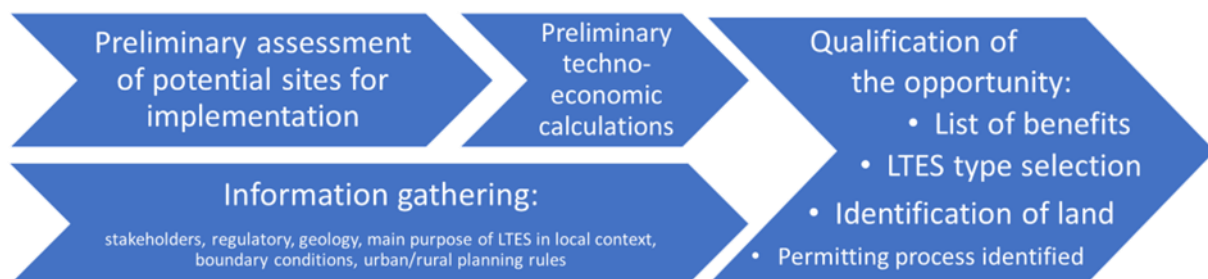 Preliminary assessment
of potential sites for
implementation
Preliminary
techno-
economic
calculations
Information gathering:
stakeholders, regulatory, geology, main purpose of LTES in local context,
boundary conditions, urban/rural planning rules
Qualification of
the opportunity:
• List of benefits
• LTES type selection
• Identification of land
• Permitting process identified